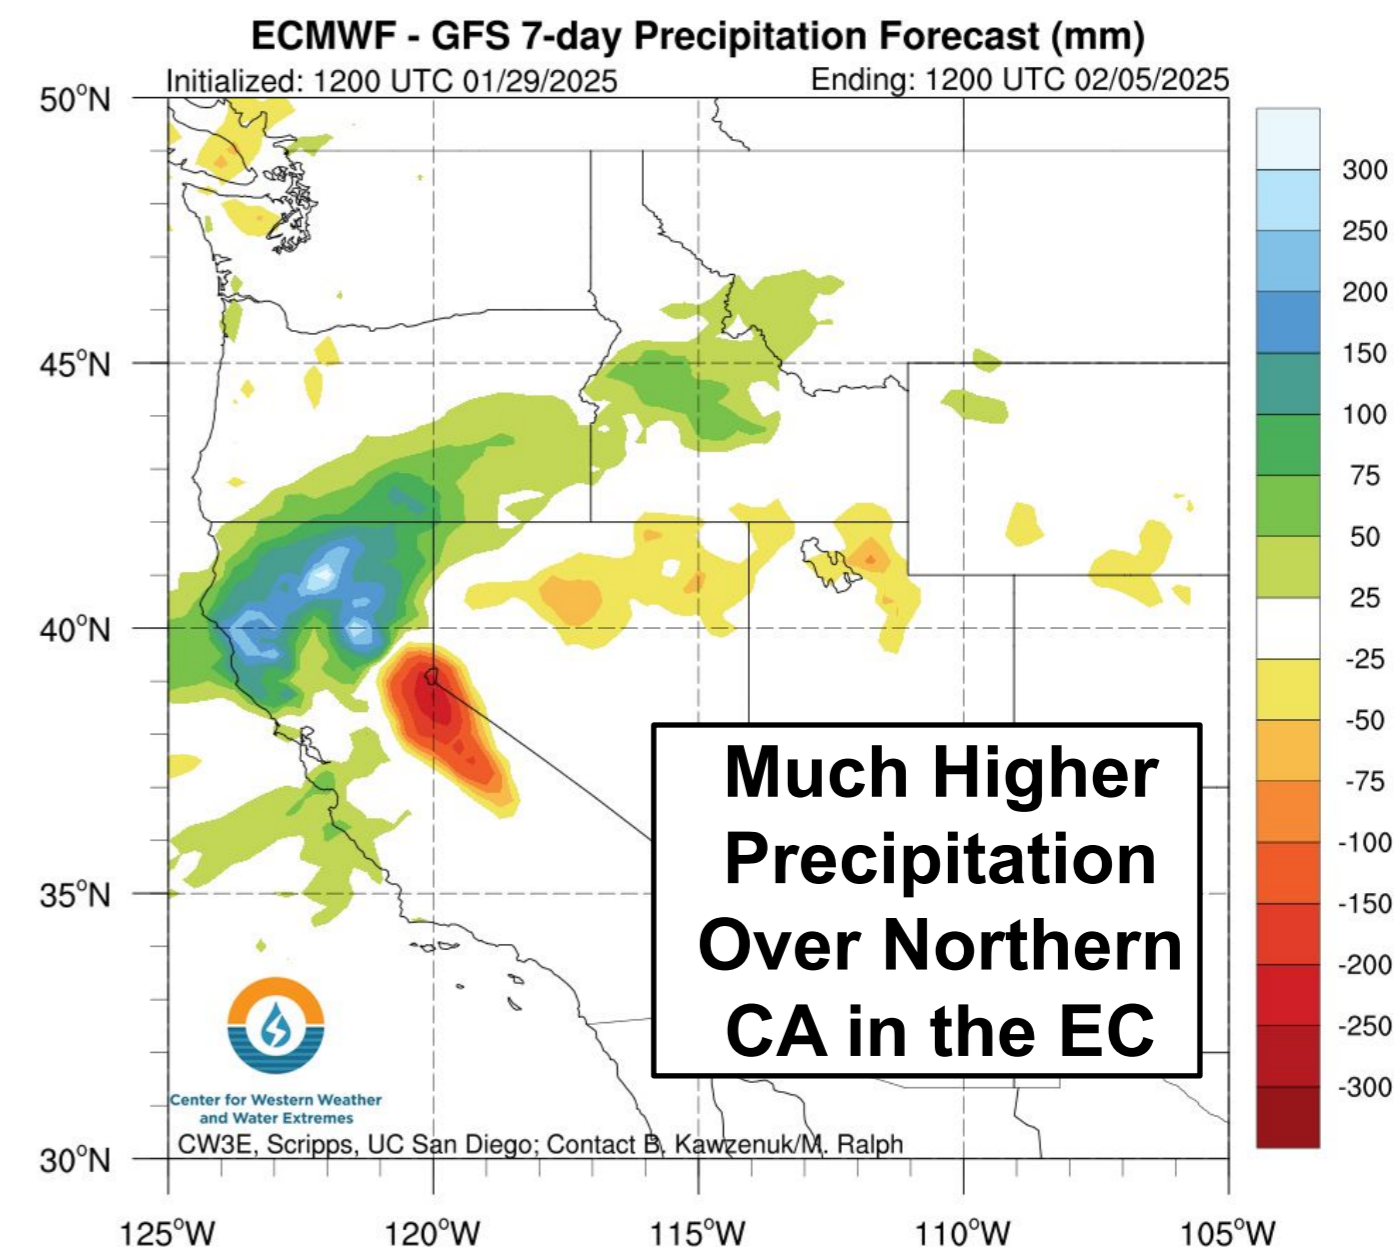 ECMWF - GFS 7-day Precipitation Forecast (mm)
Initialized: 1200 UTC 01/29/2025
Ending: 1200 UTC 02/05/2025
50°N
45°N
40°N
35°N
30°N
125°W
120°W
115°W
110°W
105°W
300
250
200
150
100
75
50
25
-25
-50
-75
-100
-150
-200
-250
-300
Much Higher
Precipitation
Over Northern
CA in the EC
Center for Western Weather
and Water Extremes
CW3E, Scripps, UC San Diego; Contact B. Kawzenuk/M. Ralph